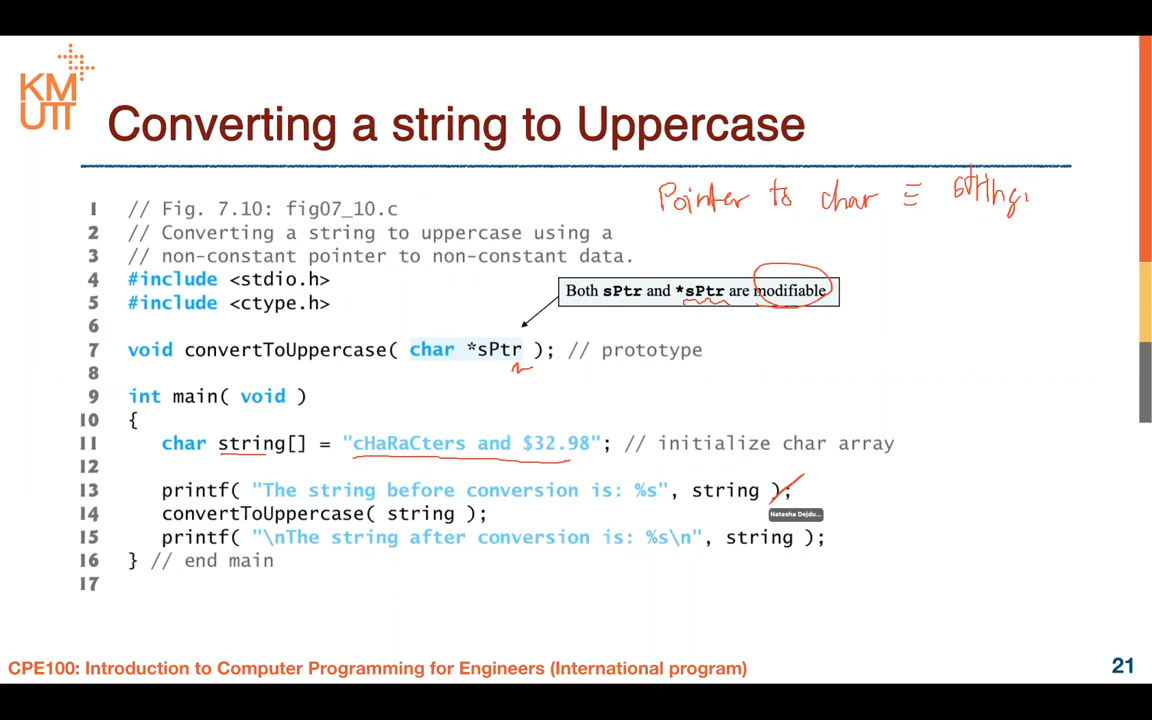 KM
UTT
Converting a string to Uppercase
Pointer to char ≡ string.
1 // Fig. 7.10: fig07_10.c
2 // Converting a string to uppercase using a
3 // non-constant pointer to non-constant data.
4 #include <stdio.h>
5 #include <ctype.h>
Both sPtr and *sPtr are modifiable
6
7 void convertToUppercase( char *sPtr ); // prototype
8
9 int main( void )
10 {
11 char string[] = "cHaRaCters and $32.98"; // initialize char array
12
13 printf( "The string before conversion is: %s", string );
Natasha Dejdu...
14 convertToUppercase( string );
15 printf( "\nThe string after conversion is: %s\n", string );
16 } // end main
17
CPE100: Introduction to Computer Programming for Engineers (International program)
21